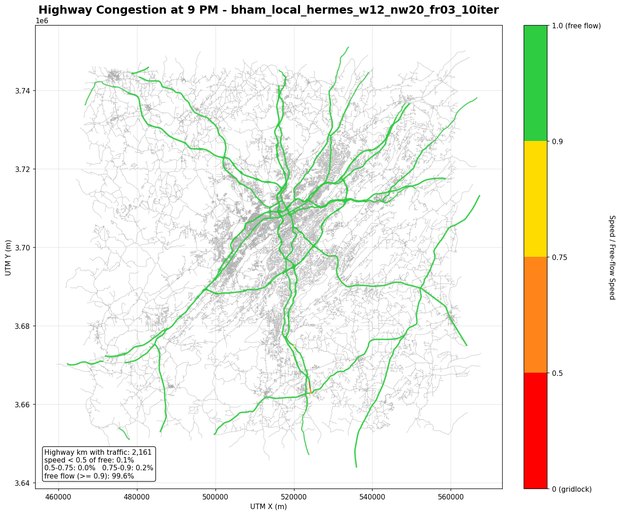 Highway Congestion at 9 PM - bham_local_hermes_w12_nw20_fr03_10iter
1e6
1.0 (free flow)
3.74
0.9
3.72
0.75
3.70
UTM Y (m)
Speed / Free-flow Speed
3.68
0.5
3.66
Highway km with traffic: 2,161
speed < 0.5 of free: 0.1%
0.5-0.75: 0.0%   0.75-0.9: 0.2%
free flow (>= 0.9): 99.6%
3.64
0 (gridlock)
460000 480000 500000 520000 540000 560000
UTM X (m)